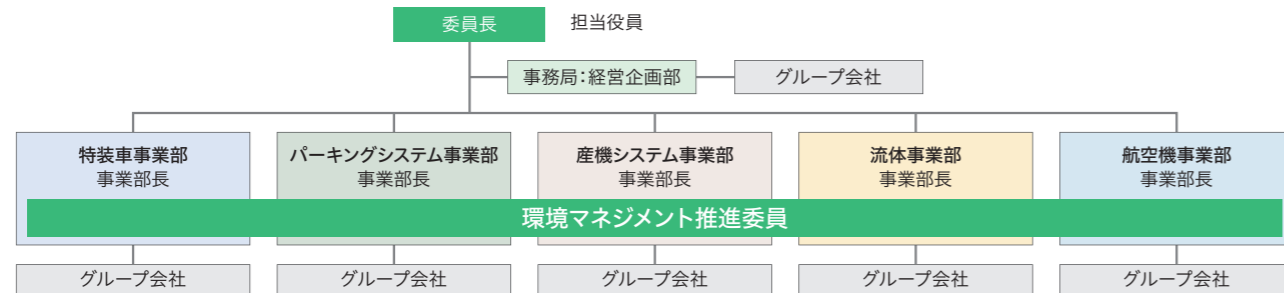 委員長
担当役員
事務局：経営企画部
グループ会社
特装車事業部
事業部長
パーキングシステム事業部
事業部長
産機システム事業部
事業部長
流体事業部
事業部長
航空機事業部
事業部長
環境マネジメント推進委員
グループ会社
グループ会社
グループ会社
グループ会社
グループ会社